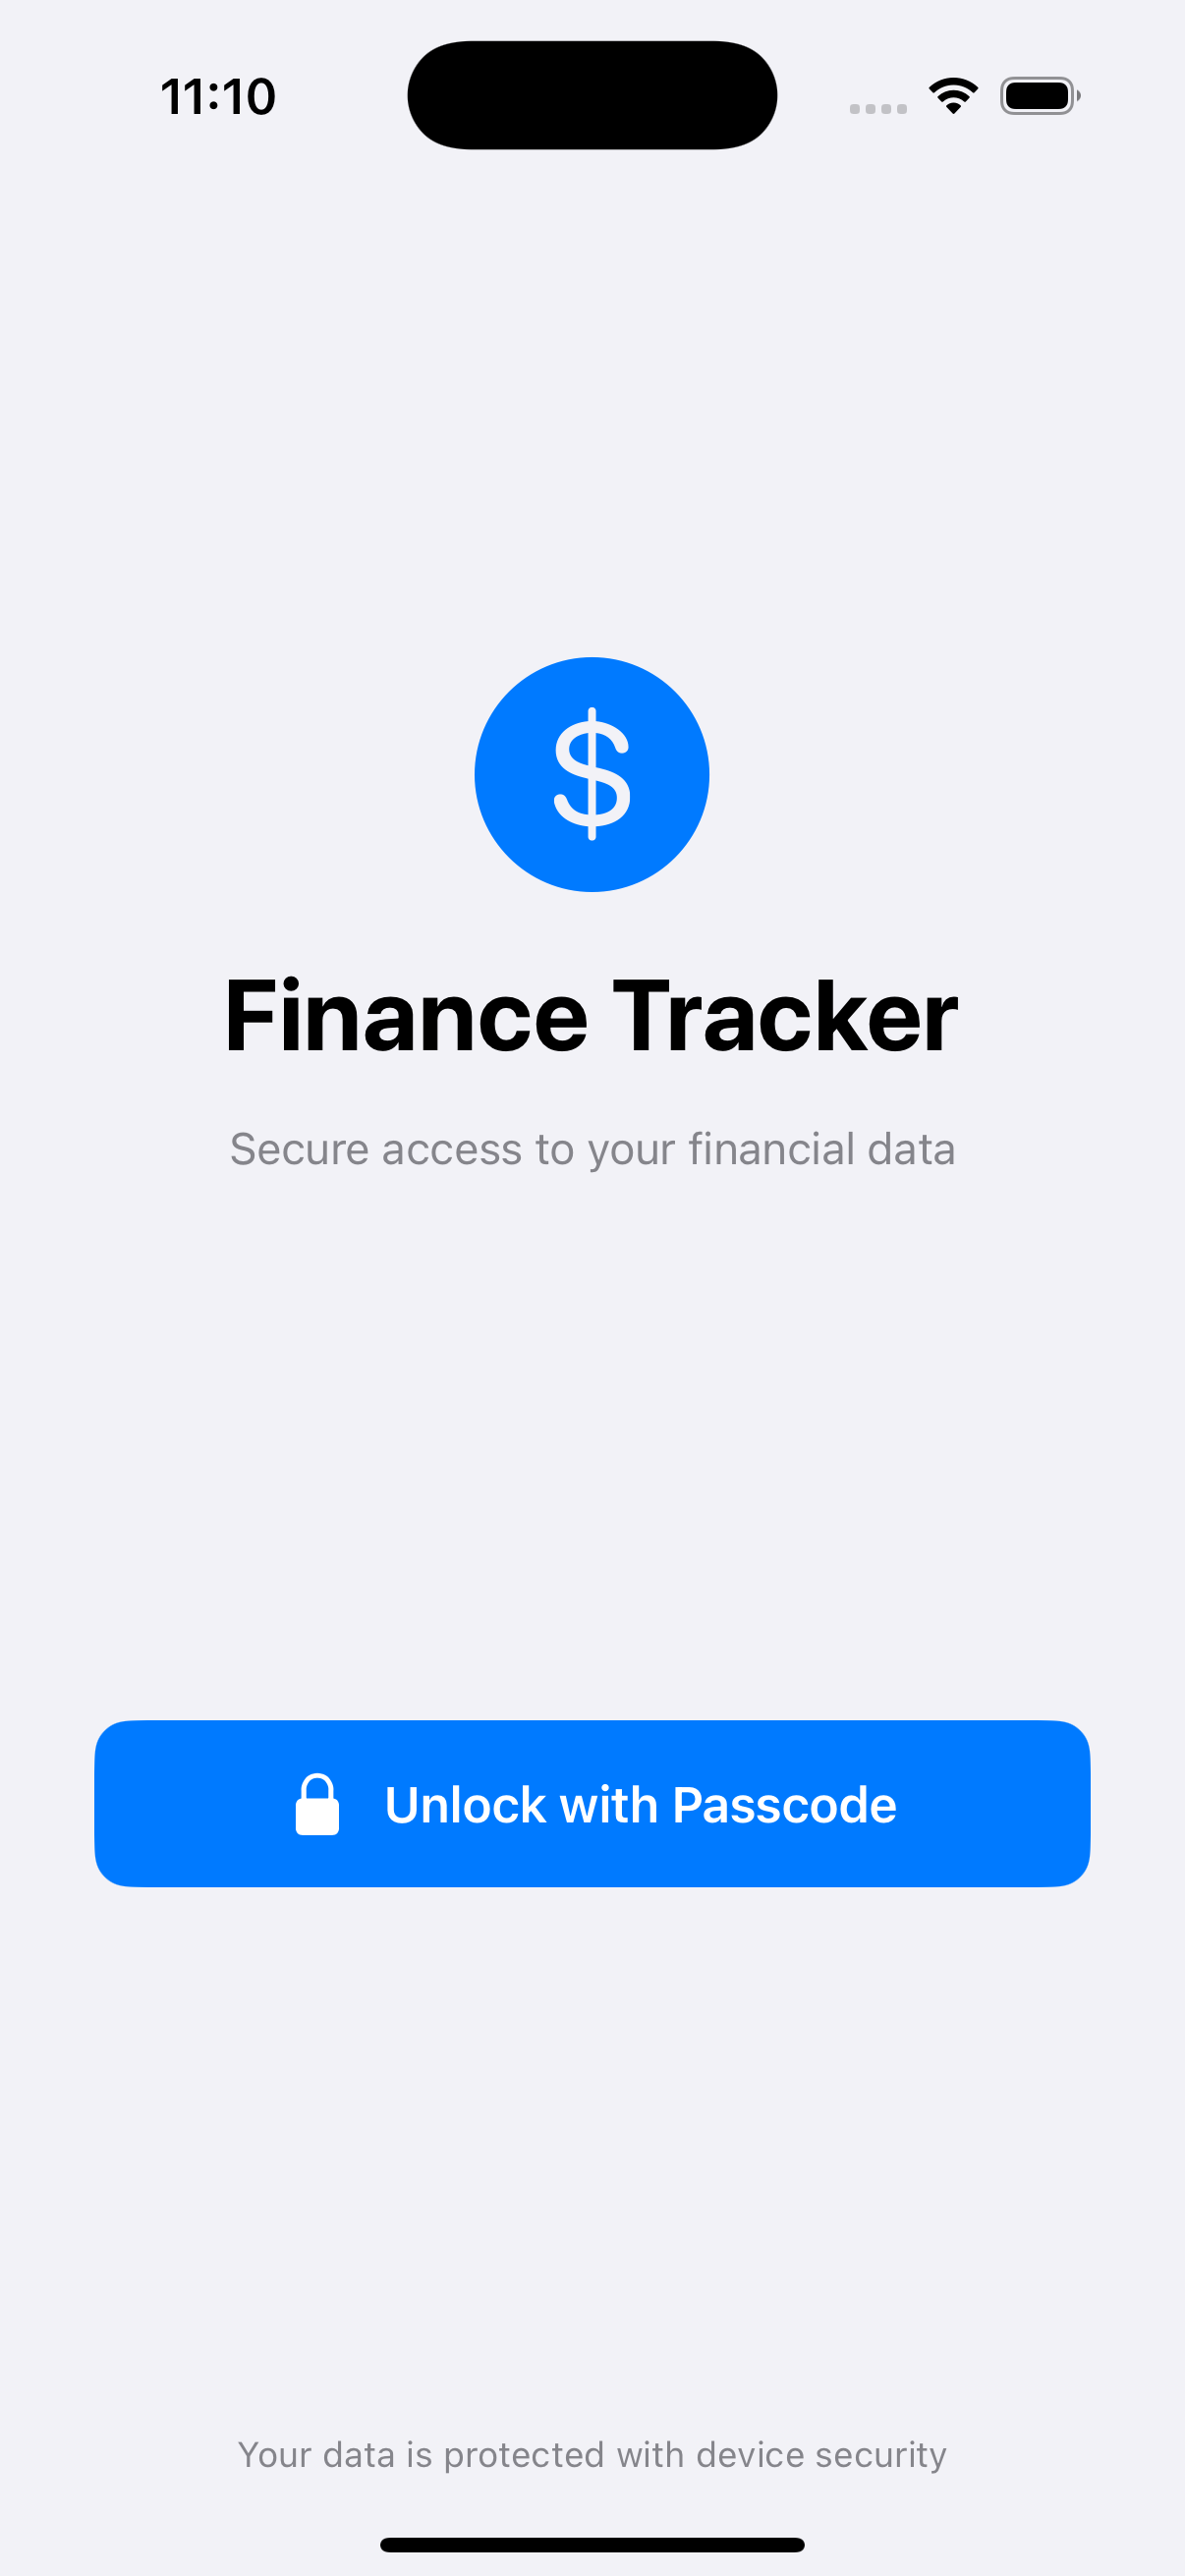 11:10
$
Finance Tracker
Secure access to your financial data
Unlock with Passcode
Your data is protected with device security